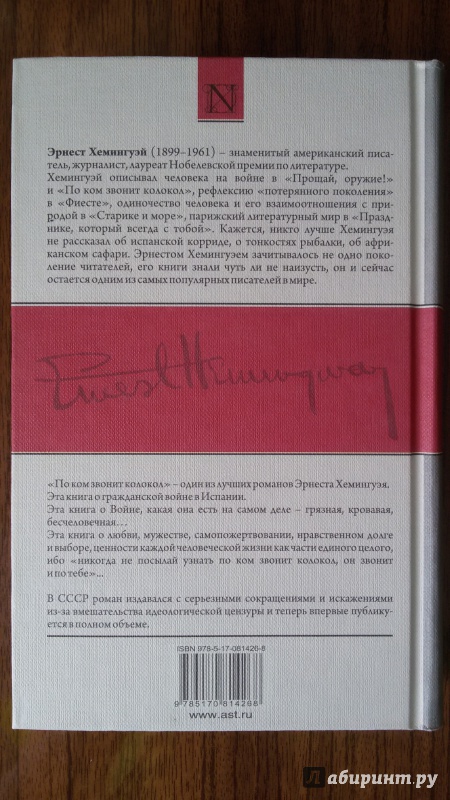 N
Эрнест Хемингуэй (1899–1961) – знаменитый американский писа-
тель, журналист, лауреат Нобелевской премии по литературе.
Хемингуэй описывал человека на войне в «Прощай, оружие!»
и «По ком звонит колокол», рефлексию «потерянного поколения»
в «Фиесте», одиночество человека и его взаимоотношения с при-
родой в «Старике и море», парижский литературный мир в «Празд-
нике, который всегда с тобой». Кажется, никто лучше Хемингуэя
не рассказал об испанской корриде, о тонкостях рыбалки, об аф-
риканском сафари. Эрнестом Хемингуэем зачитывалось не одно поко-
ление читателей, его книги знали чуть ли не наизусть, он и сейчас
остается одним из самых популярных писателей в мире.
Ernest Hemingway
«По ком звонит колокол» – один из лучших романов Эрнеста Хемингуэя.
Эта книга о гражданской войне в Испании.
Эта книга о Войне, какая она есть на самом деле – грязная, кровавая,
бесчеловечная...
Эта книга о любви, мужестве, самопожертвовании, нравственном долге
и выборе, ценности каждой человеческой жизни как части единого целого,
ибо «никогда не посылай узнать по ком звонит колокол, он звонит
и по тебе»...
В СССР роман издавался с серьезными сокращениями и искажениями
из-за вмешательства идеологической цензуры и теперь впервые публику-
ется в полном объеме.
ISBN 978-5-17-081426-8
9 785170 814268
www.ast.ru
Лабиринт.ру